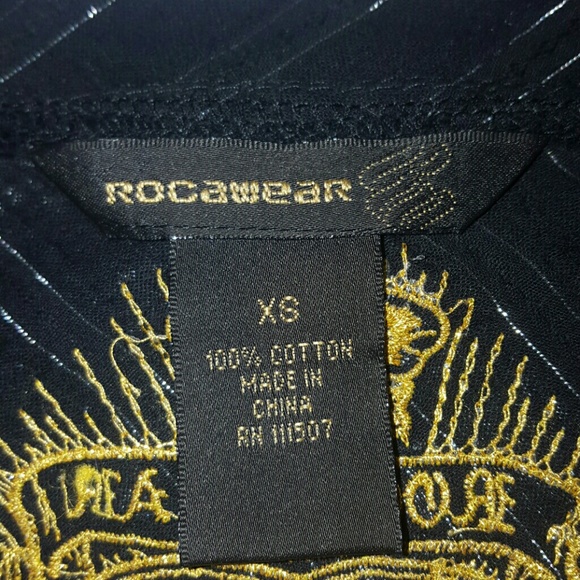 Rocawear
XS
100% COTTON
MADE IN
CHINA
RN 111507